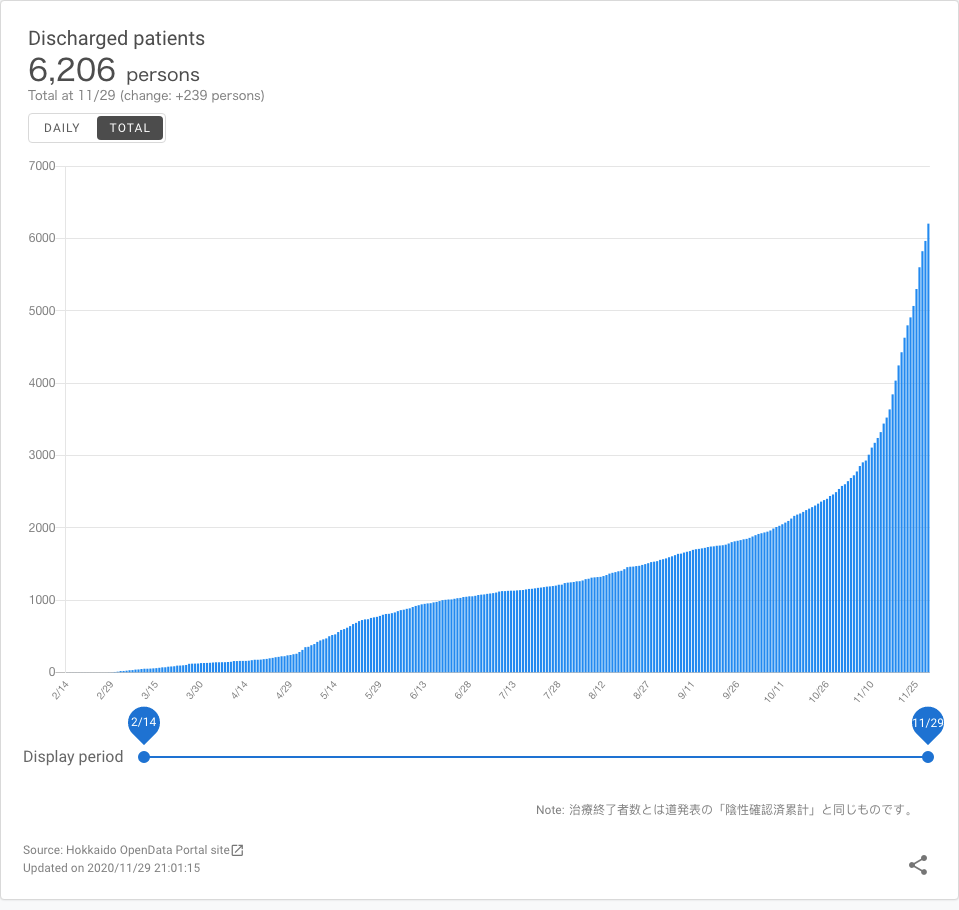 Discharged patients
6,206 persons
Total at 11/29 (change: +239 persons)
DAILY TOTAL
7000
6000
5000
4000
3000
2000
1000
0
2/14 2/29 3/15 3/30 4/14 4/29 5/14 5/29 6/13 6/28 7/13 7/28 8/12 8/27 9/11 9/26 10/11 10/26 11/10 11/25
2/14 11/29
Display period
Note: 治療終了者数とは道発表の「陰性確認済累計」と同じものです。
Source: Hokkaido OpenData Portal site
Updated on 2020/11/29 21:01:15